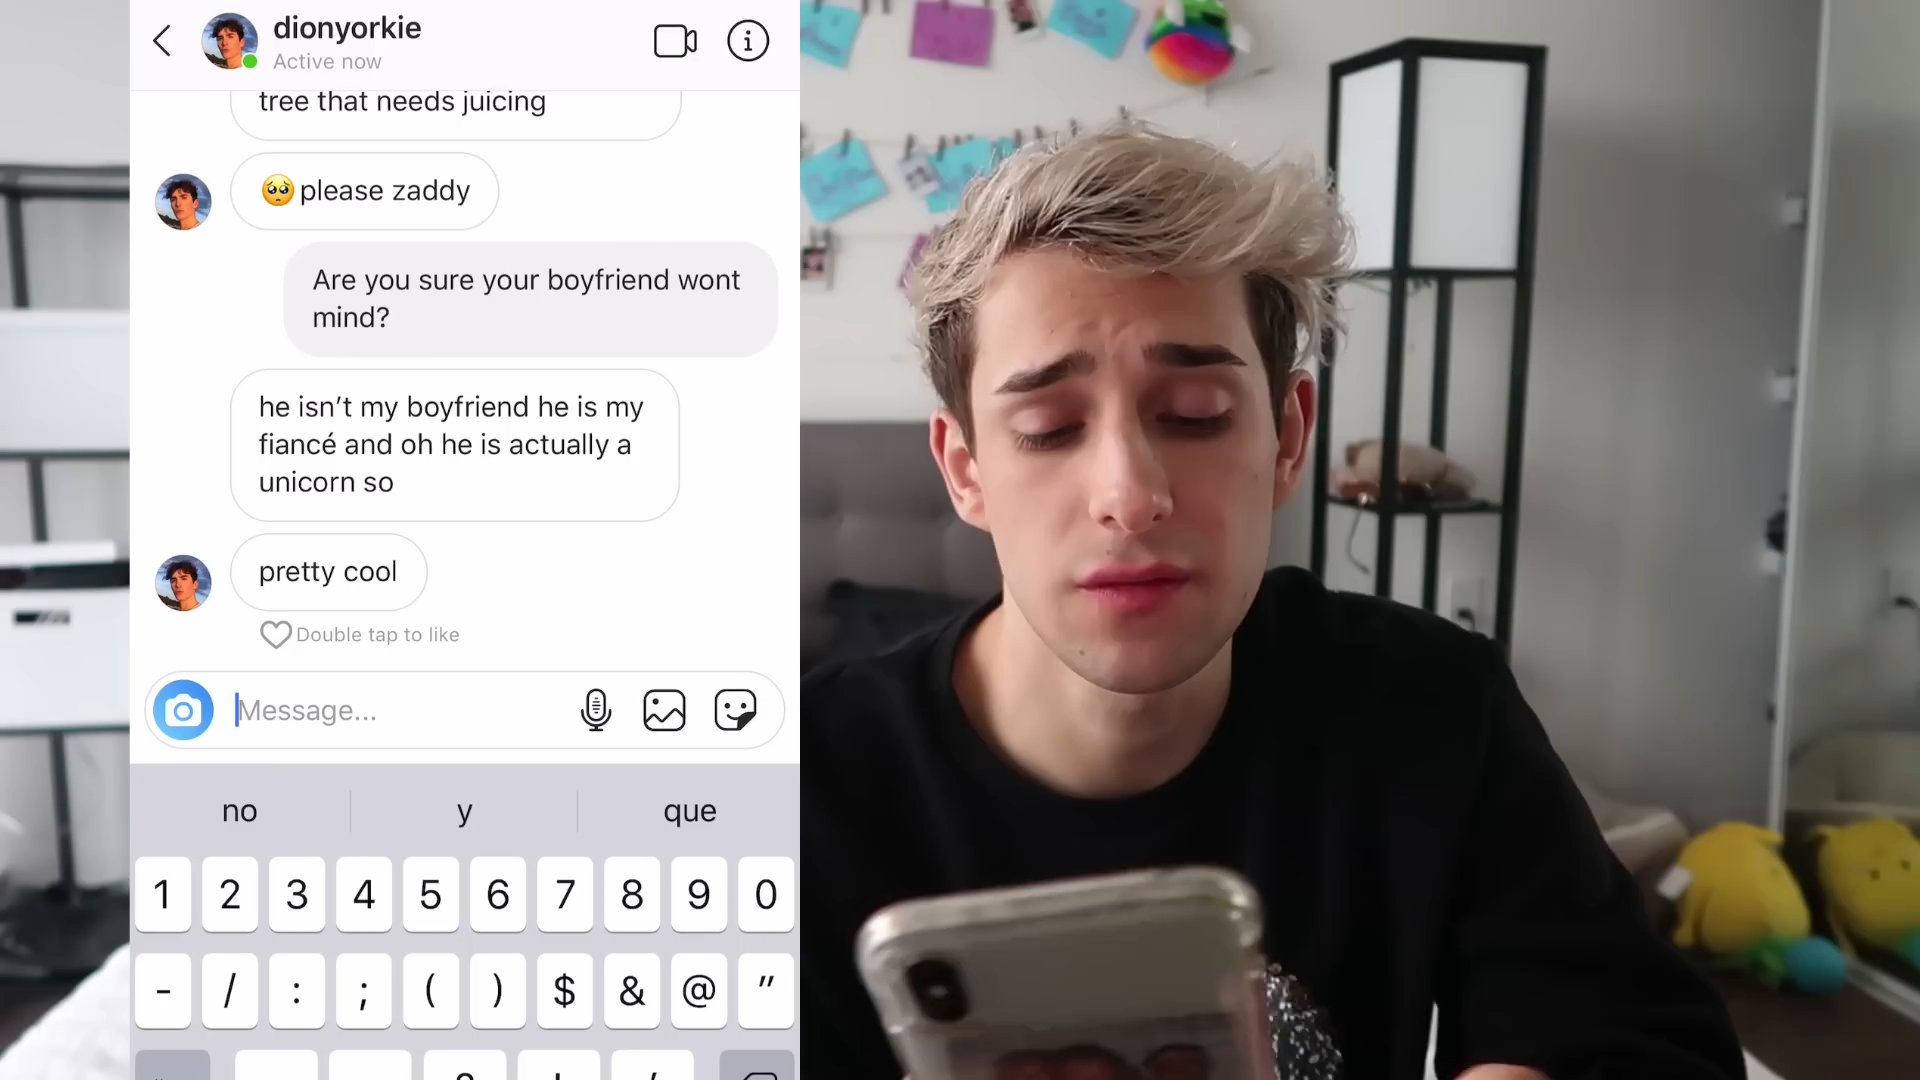 dionyorkie
Active now
tree that needs juicing
🥺please zaddy
Are you sure your boyfriend wont
mind?
he isn't my boyfriend he is my
fiancé and oh he is actually a
unicorn so
pretty cool
Double tap to like
Message...
no y que
1 2 3 4 5 6 7 8 9 0
- / : ; ( ) $ & @ "